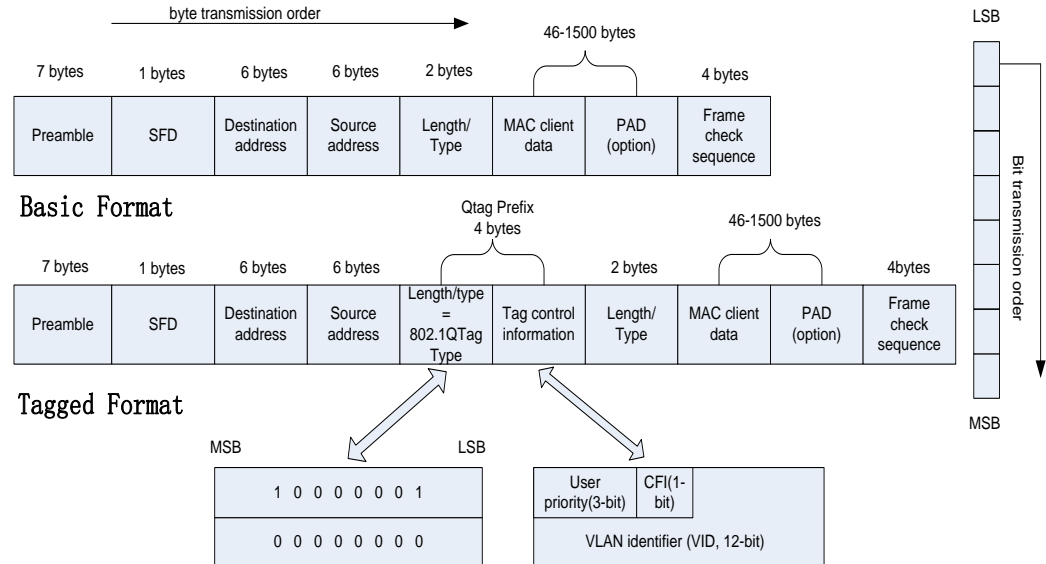 byte transmission order
46-1500 bytes
LSB
7 bytes
1 bytes
6 bytes
6 bytes
2 bytes
4 bytes
Preamble
SFD
Destination
address
Source
address
Length/
Type
MAC client
data
PAD
(option)
Frame
check
sequence
Bit transmission order
Basic Format
Qtag Prefix
4 bytes
46-1500 bytes
7 bytes
1 bytes
6 bytes
6 bytes
2 bytes
4bytes
Preamble
SFD
Destination
address
Source
address
Length/type
=
802.1QTag
Type
Tag control
information
Length/
Type
MAC client
data
PAD
(option)
Frame
check
sequence
Tagged Format
MSB
MSB
LSB
1 0 0 0 0 0 0 1
0 0 0 0 0 0 0 0
User
priority(3-bit)
CFI(1-
bit)
VLAN identifier (VID, 12-bit)